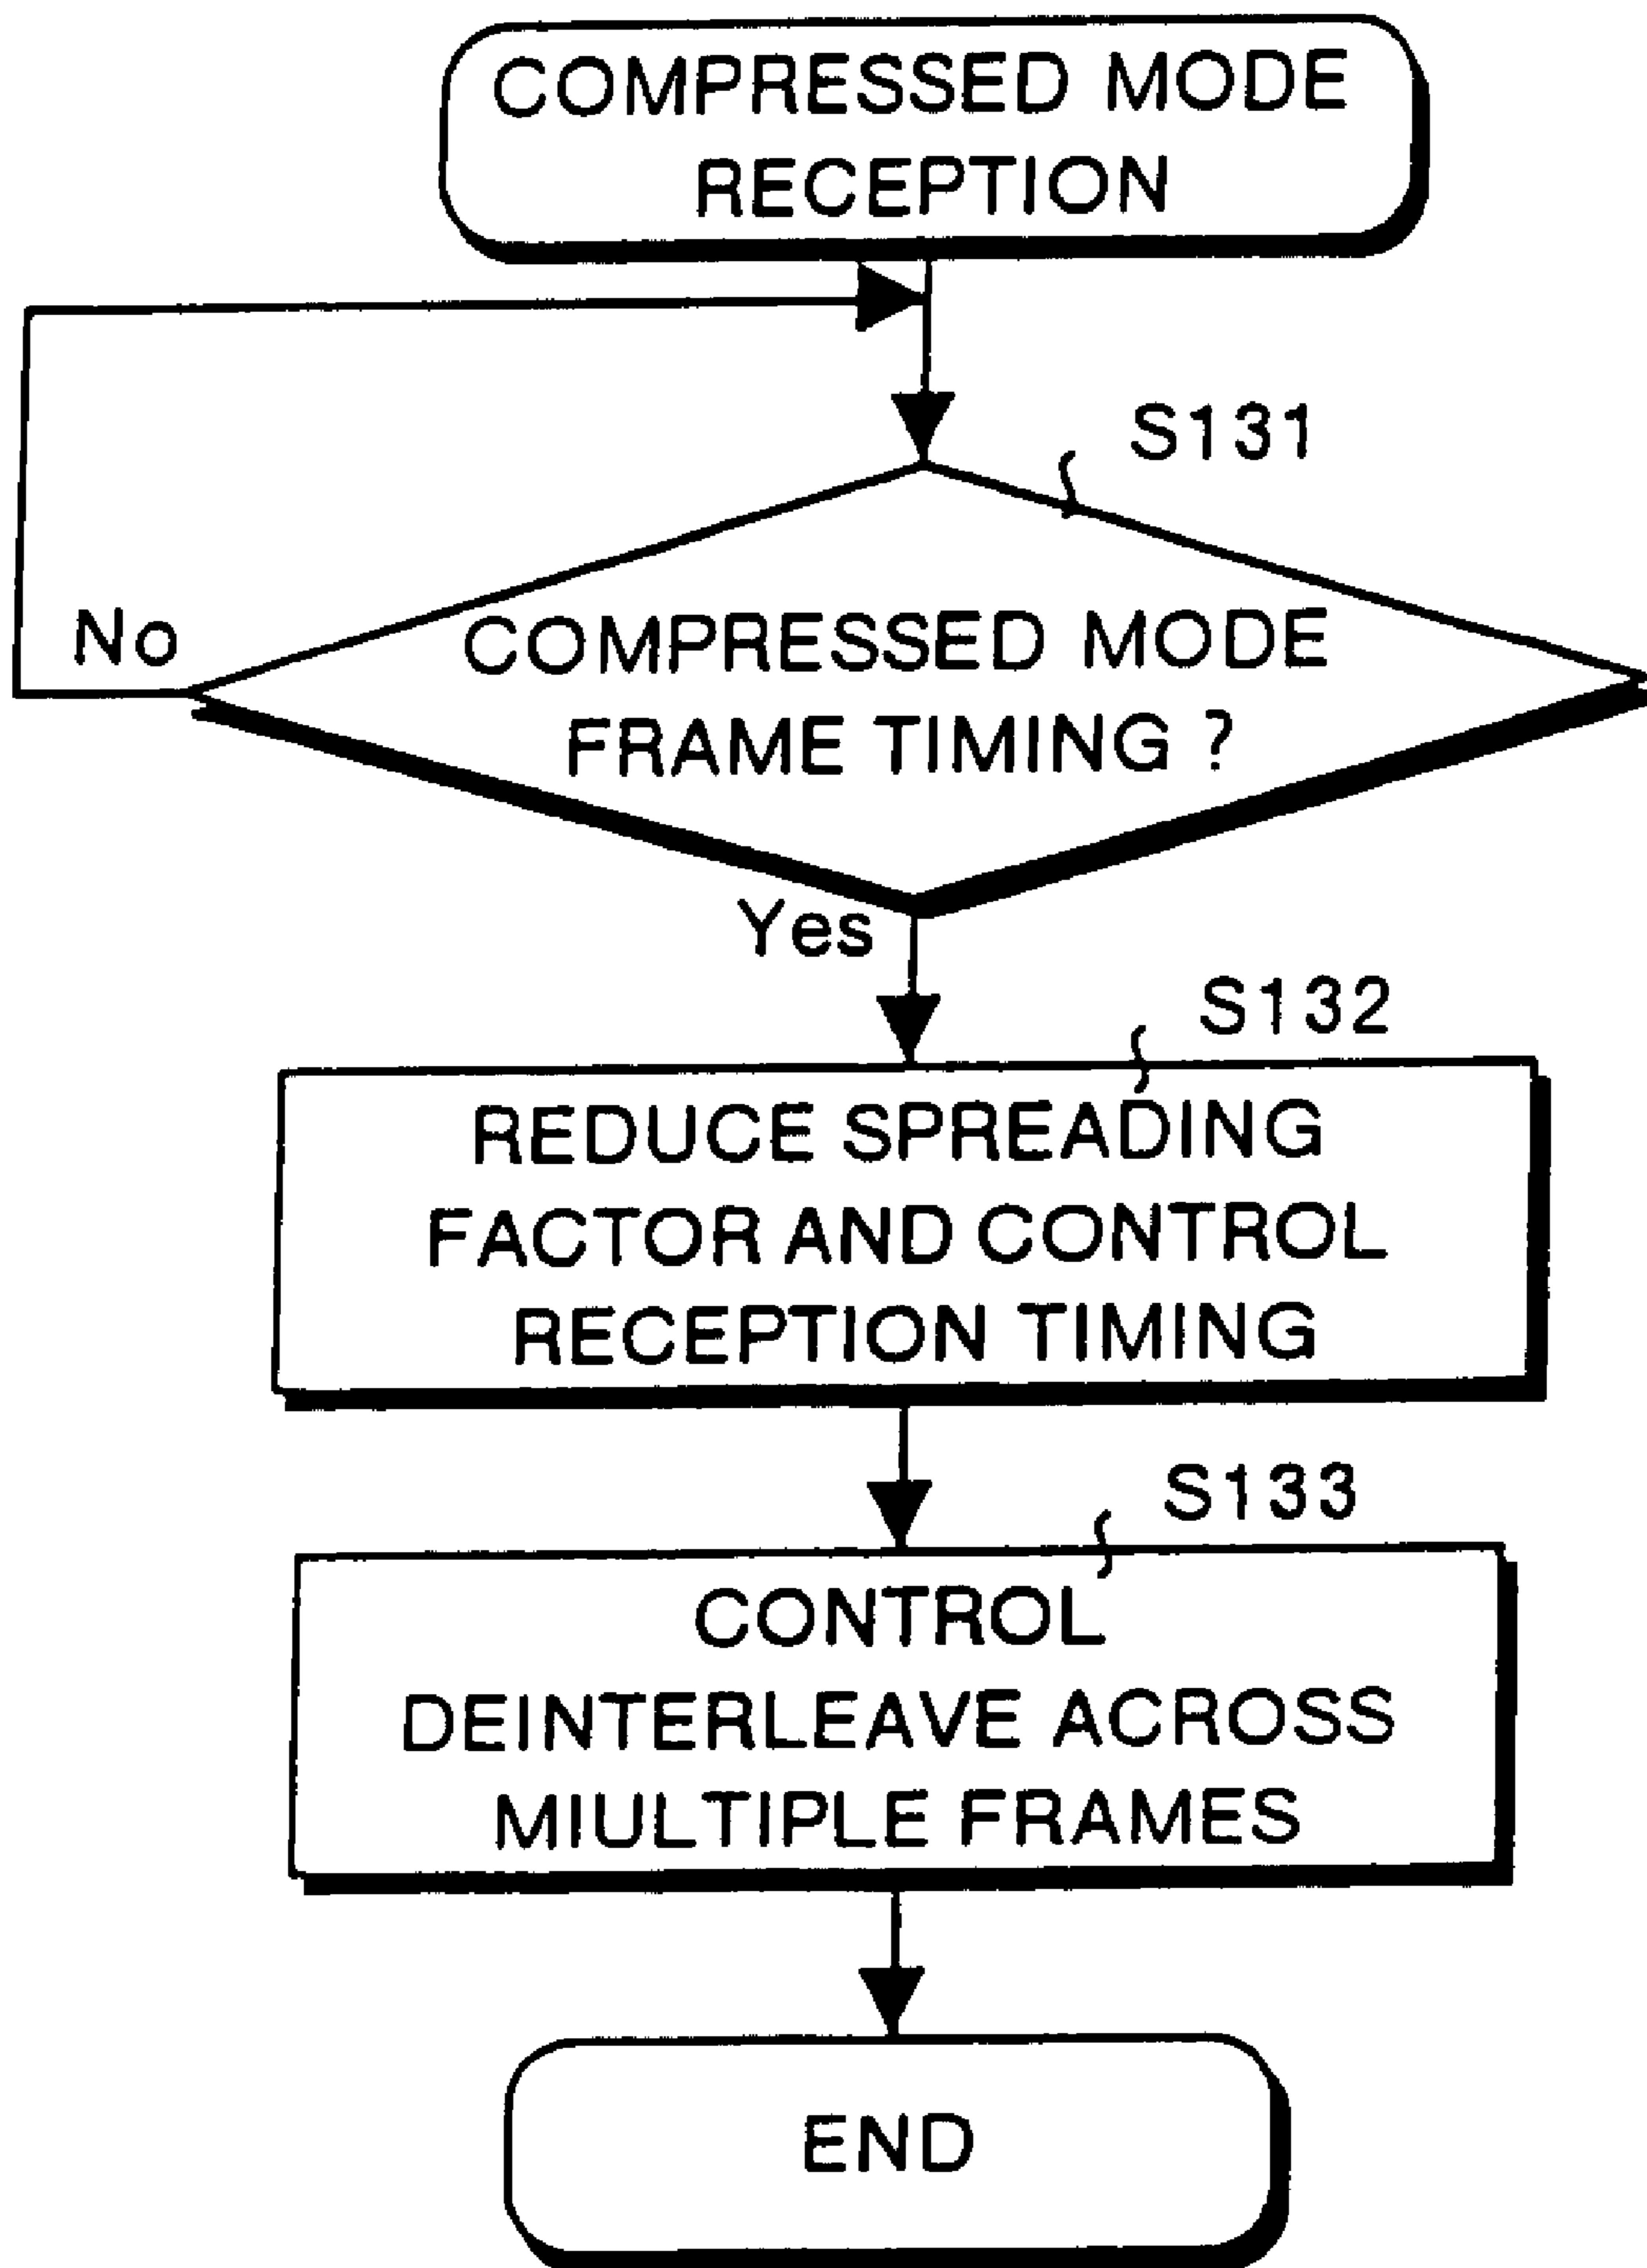 COMPRESSED MODE
RECEPTION
S131
No
COMPRESSED MODE
FRAME TIMING ?
Yes
S132
REDUCE SPREADING
FACTOR AND CONTROL
RECEPTION TIMING
S133
CONTROL
DEINTERLEAVE ACROSS
MIULTIPLE FRAMES
END